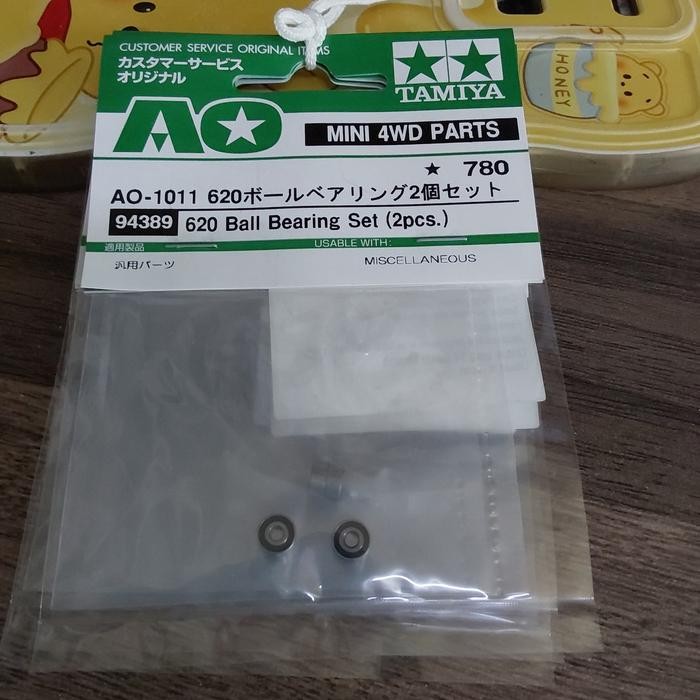 CUSTOMER SERVICE ORIGINAL ITEMS
カスタマーサービス
オリジナル
TAMIYA
AO
MINI 4WD PARTS
★ 780
AO-1011 620ボールベアリング2個セット
94389 620 Ball Bearing Set (2pcs.)
適用製品 USABLE WITH:
汎用パーツ MISCELLANEOUS
HONEY